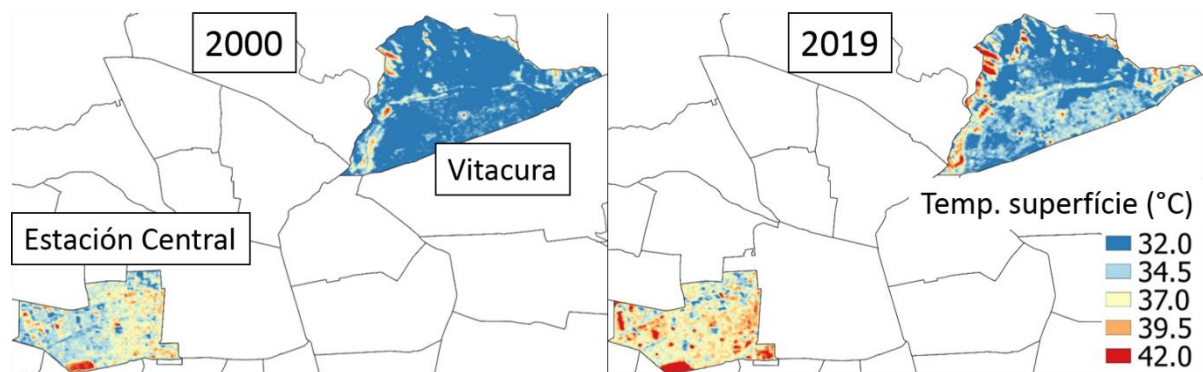 2000
2019
Vitacura
Estación Central
Temp. superfície (°C)
32.0
34.5
37.0
39.5
42.0